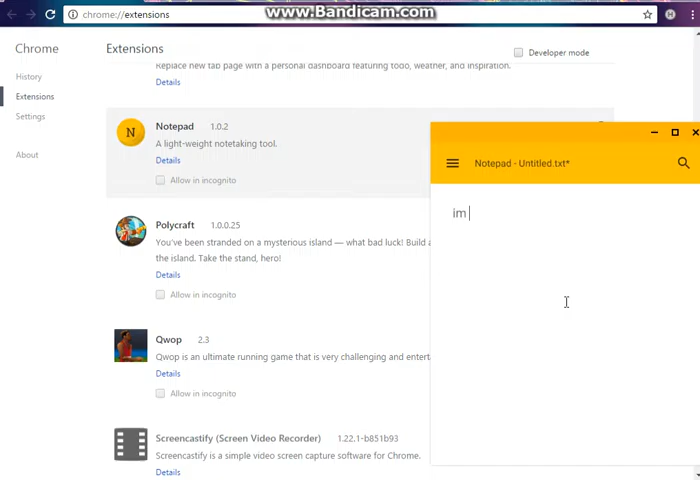 www.Bandicam.com
chrome://extensions
Chrome
Extensions
Developer mode
History
Extensions
Settings
About
Replace new tab page with a personal dashboard featuring todo, weather, and inspiration.
Details
N
Notepad 1.0.2
A light-weight notetaking tool.
Details
Allow in incognito
Polycraft 1.0.0.25
You've been stranded on a mysterious island — what bad luck! Build a
the island. Take the stand, hero!
Details
Allow in incognito
Qwop 2.3
Qwop is an ultimate running game that is very challenging and entert
Details
Allow in incognito
Screencastify (Screen Video Recorder) 1.22.1-b851b93
Screencastify is a simple video screen capture software for Chrome.
Details
Notepad - Untitled.txt*
im